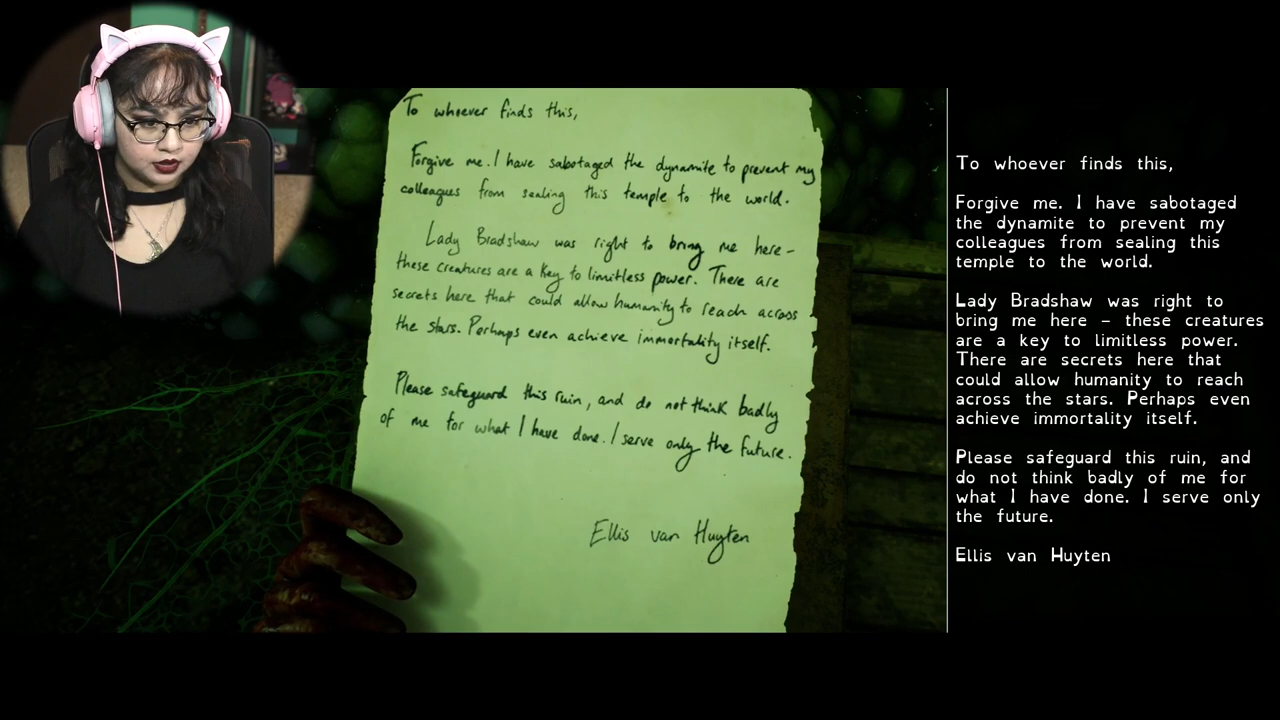 To whoever finds this,
Forgive me. I have sabotaged the dynamite to prevent my
colleagues from sealing this temple to the world.
Lady Bradshaw was right to bring me here -
these creatures are a key to limitless power. There are
secrets here that could allow humanity to reach across
the stars. Perhaps even achieve immortality itself.
Please safeguard this ruin, and do not think badly
of me for what I have done. I serve only the future.
Ellis van Huyten
To whoever finds this,
Forgive me. I have sabotaged
the dynamite to prevent my
colleagues from sealing this
temple to the world.
Lady Bradshaw was right to
bring me here – these creatures
are a key to limitless power.
There are secrets here that
could allow humanity to reach
across the stars. Perhaps even
achieve immortality itself.
Please safeguard this ruin, and
do not think badly of me for
what I have done. I serve only
the future.
Ellis van Huyten